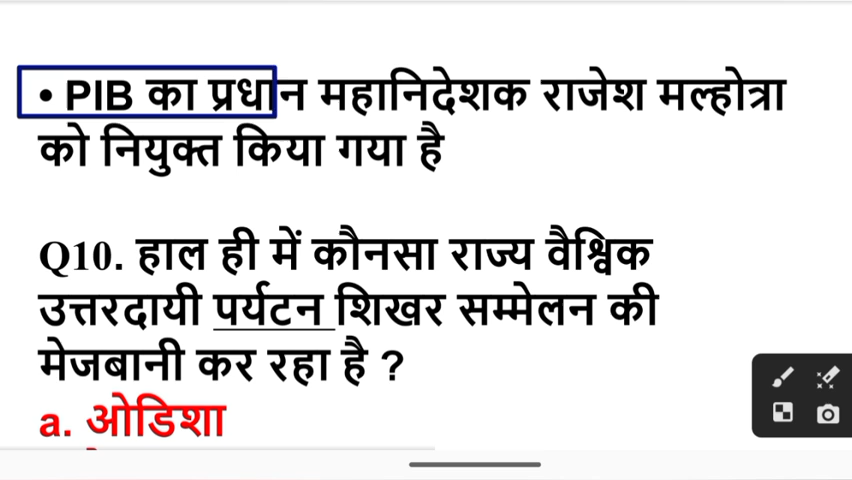 • PIB का प्रधान महानिदेशक राजेश मल्होत्रा
को नियुक्त किया गया है
Q10. हाल ही में कौनसा राज्य वैश्विक
उत्तरदायी पर्यटन शिखर सम्मेलन की
मेजबानी कर रहा है ?
a. ओडिशा